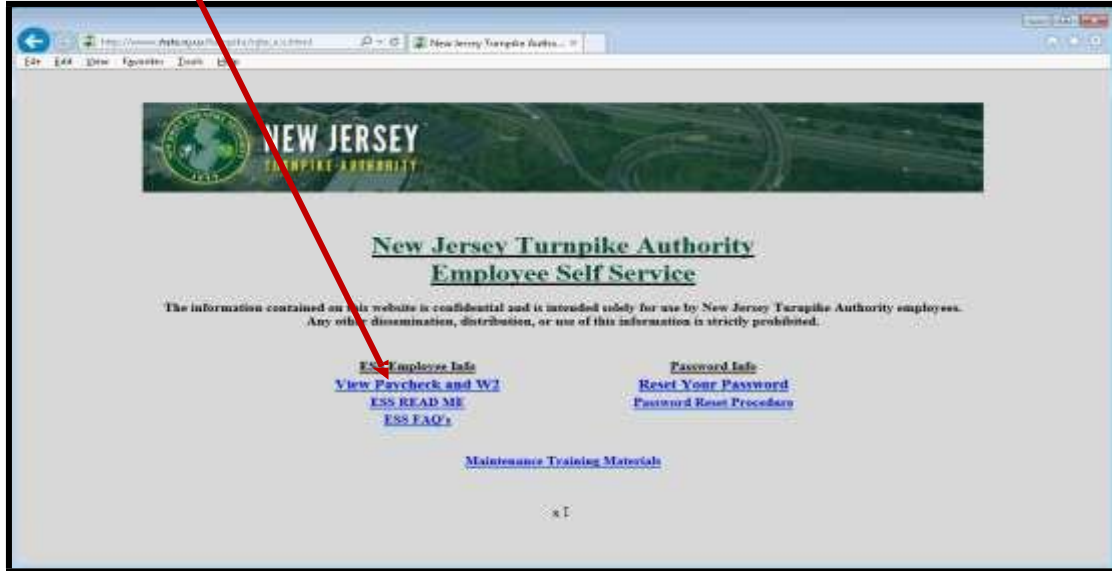 New Jersey Turnpike Autho...
Edit View Favorites Tools Help
NEW JERSEY
TURNPIKE AUTHORITY
1949
New Jersey Turnpike Authority
Employee Self Service
The information contained on this website is confidential and is intended solely for use by New Jersey Turnpike Authority employees.
Any other dissemination, distribution, or use of this information is strictly prohibited.
ESS Employee Info
View Paycheck and W2
ESS READ ME
ESS FAQ's
Password Info
Reset Your Password
Password Reset Procedure
Maintenance Training Materials
x